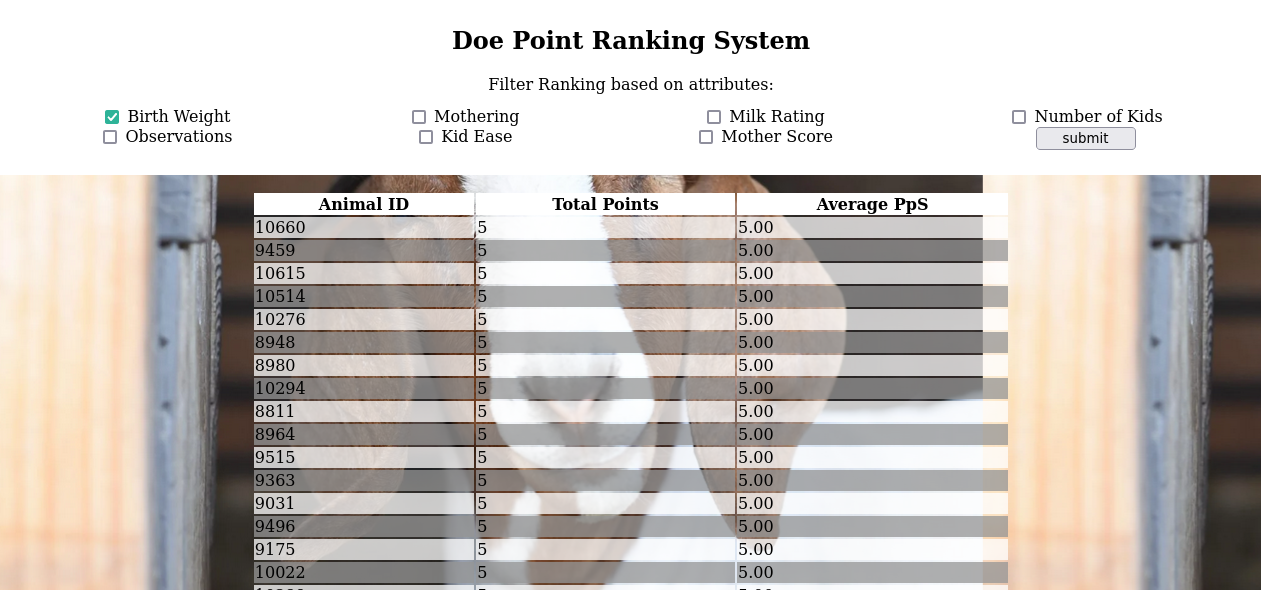 Doe Point Ranking System
Filter Ranking based on attributes:
Birth Weight Mothering Milk Rating Number of Kids
Observations Kid Ease Mother Score submit
Animal ID Total Points Average PpS
10660 5 5.00
9459 5 5.00
10615 5 5.00
10514 5 5.00
10276 5 5.00
8948 5 5.00
8980 5 5.00
10294 5 5.00
8811 5 5.00
8964 5 5.00
9515 5 5.00
9363 5 5.00
9031 5 5.00
9496 5 5.00
9175 5 5.00
10022 5 5.00